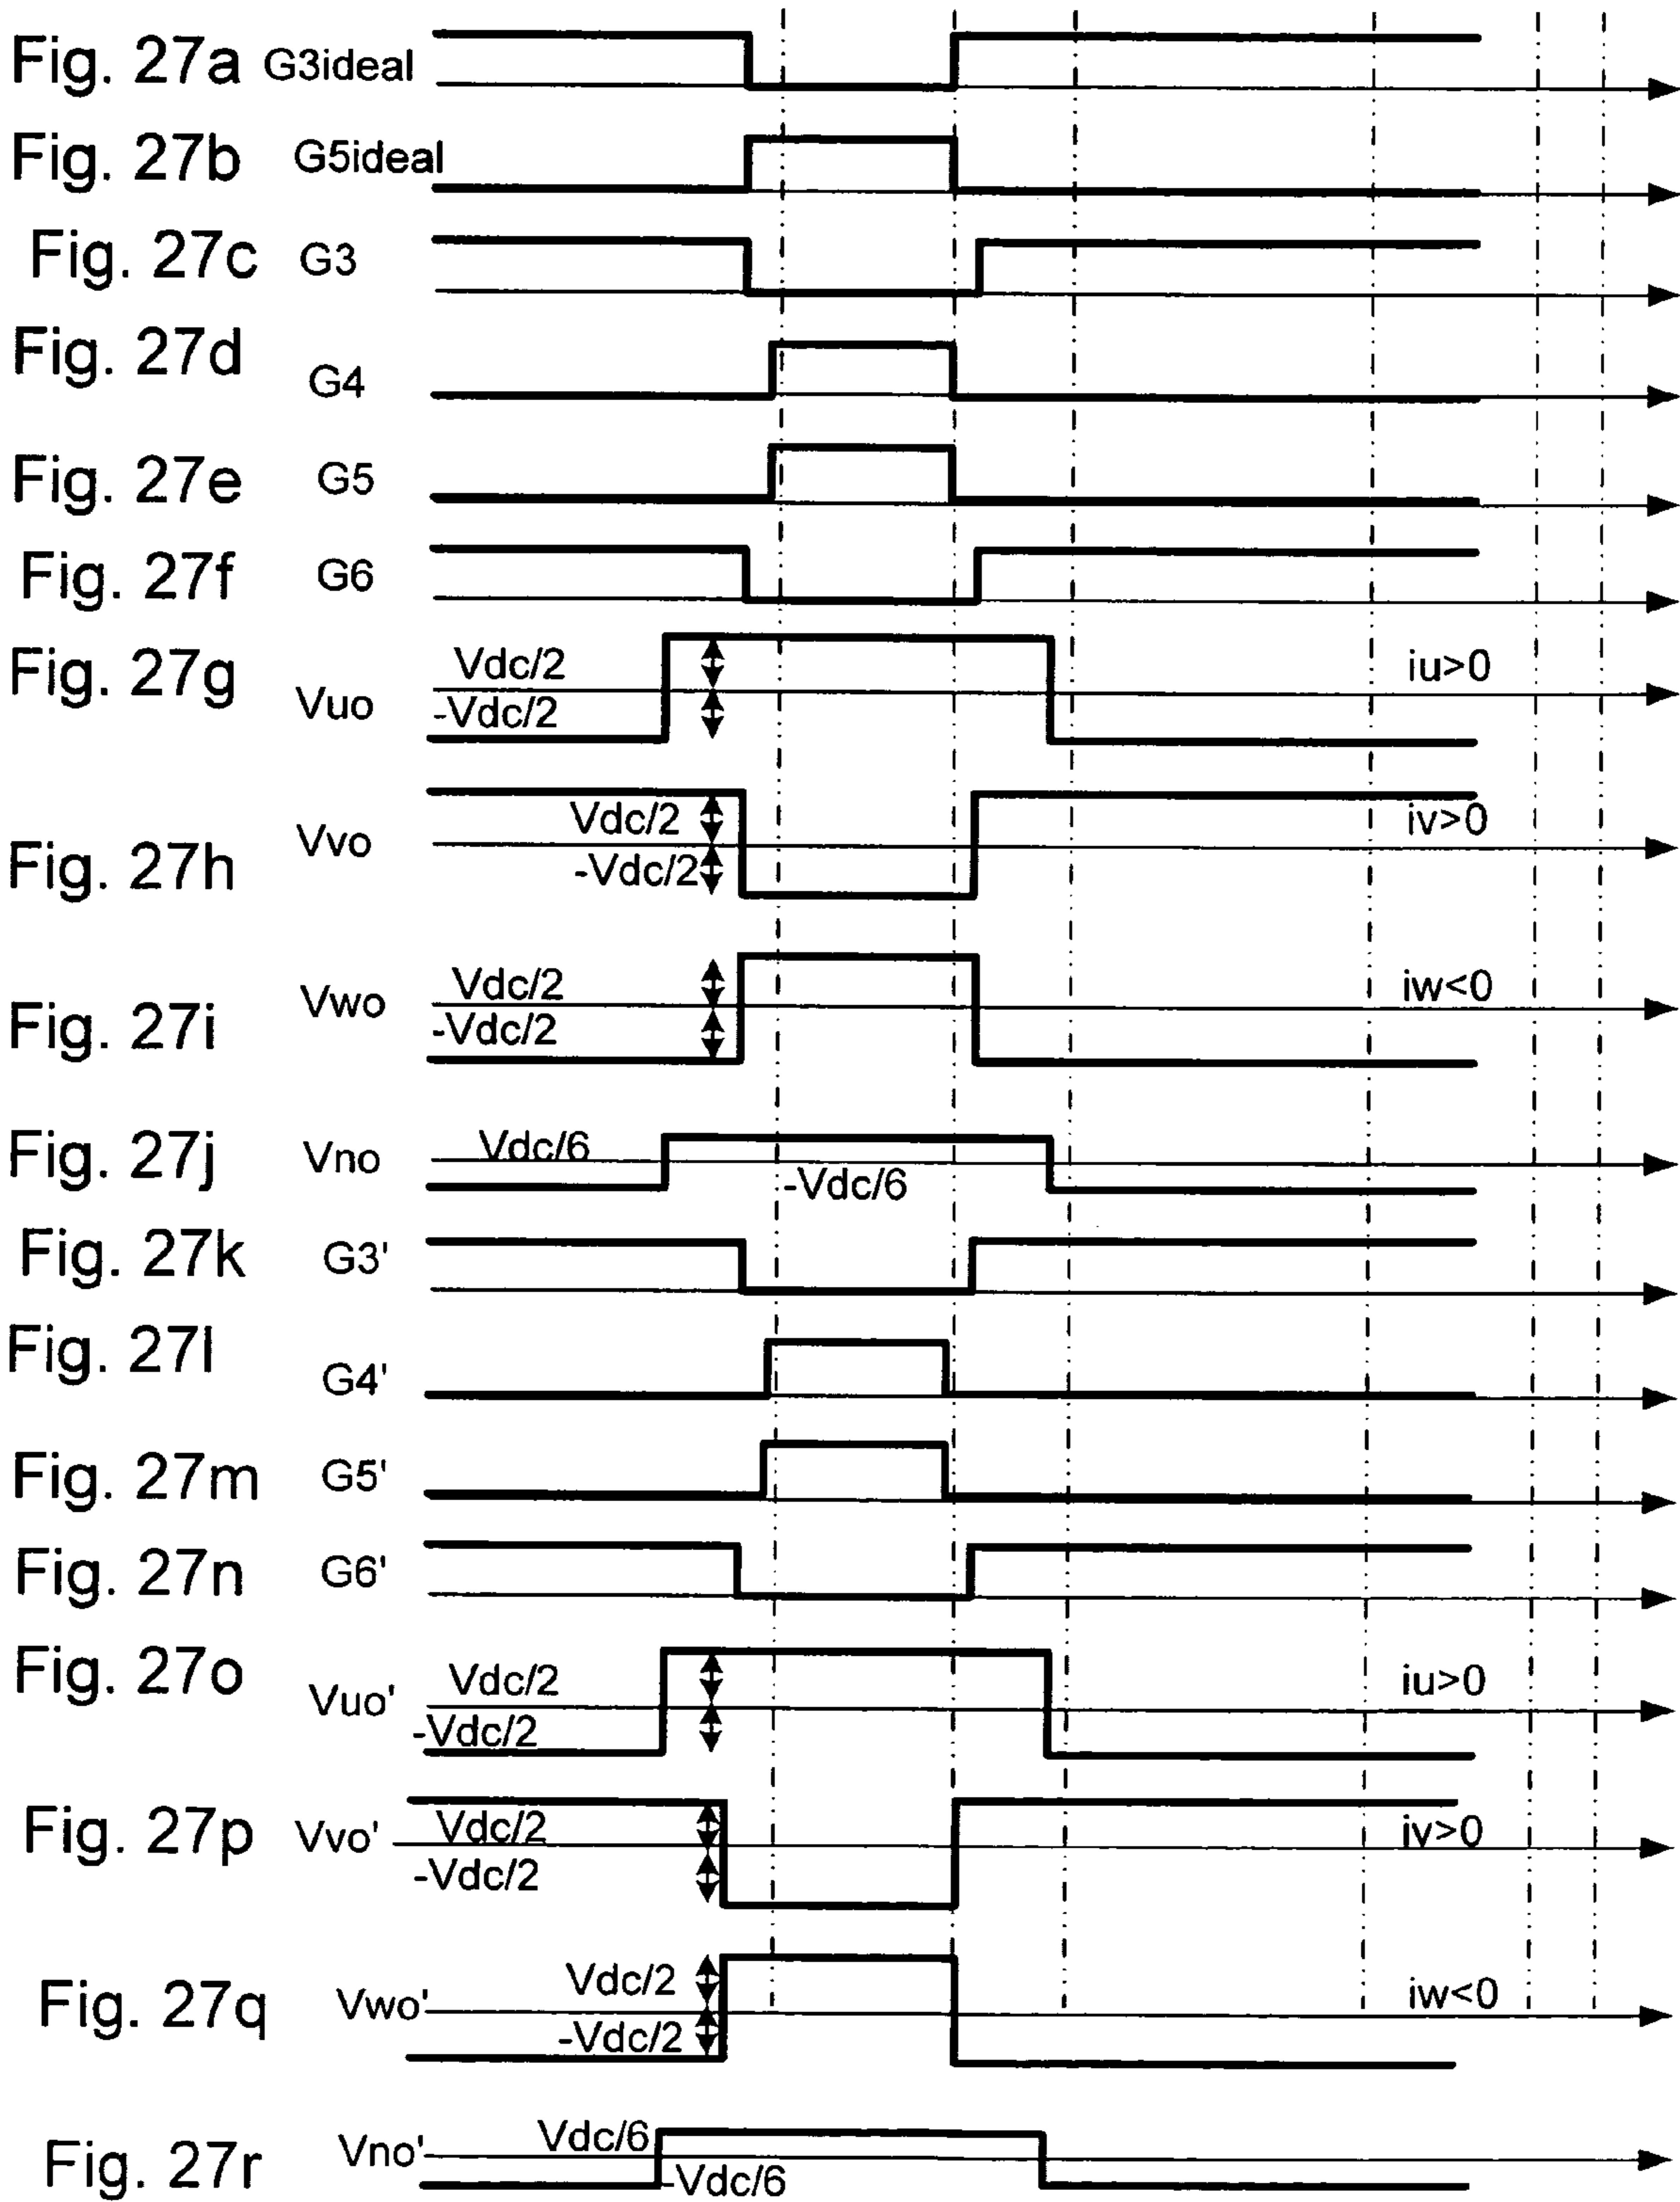 Fig. 27a G3ideal
Fig. 27b G5ideal
Fig. 27c G3
Fig. 27d G4
Fig. 27e G5
Fig. 27f G6
Fig. 27g Vuo Vdc/2 -Vdc/2 iu>0
Fig. 27h Vvo Vdc/2 -Vdc/2 iv>0
Fig. 27i Vwo Vdc/2 -Vdc/2 iw<0
Fig. 27j Vno Vdc/6 -Vdc/6
Fig. 27k G3'
Fig. 27l G4'
Fig. 27m G5'
Fig. 27n G6'
Fig. 27o Vuo' Vdc/2 -Vdc/2 iu>0
Fig. 27p Vvo' Vdc/2 -Vdc/2 iv>0
Fig. 27q Vwo' Vdc/2 -Vdc/2 iw<0
Fig. 27r Vno' Vdc/6 -Vdc/6